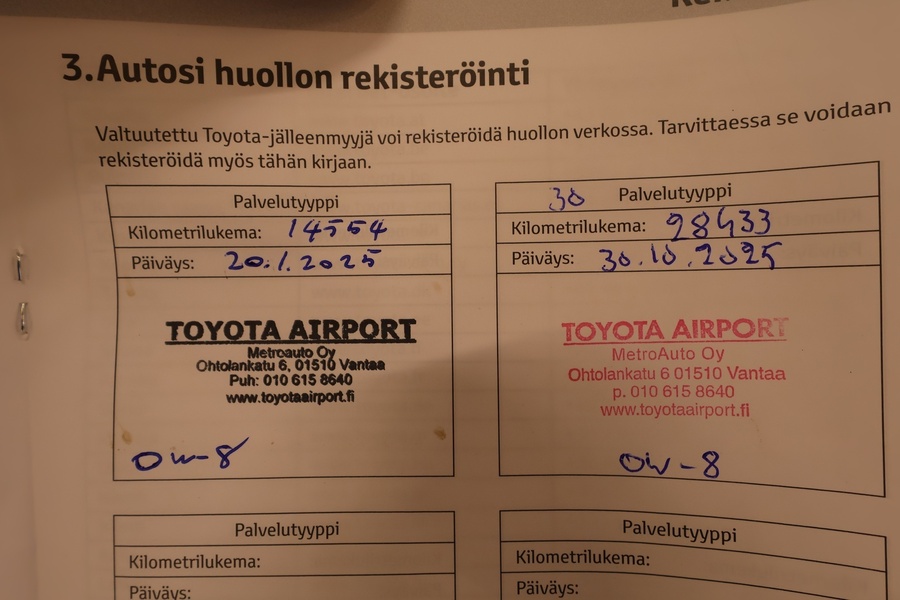 3.Autosi huollon rekisteröinti
Valtuutettu Toyota-jälleenmyyjä voi rekisteröidä huollon verkossa. Tarvittaessa se voidaan
rekisteröidä myös tähän kirjaan.
Palvelutyyppi
Kilometrilukema: 14554
Päiväys: 20.1.2025
TOYOTA AIRPORT
Metroauto Oy
Ohtolankatu 6, 01510 Vantaa
Puh: 010 615 8640
www.toyotaairport.fi
OW-8
30 Palvelutyyppi
Kilometrilukema: 28433
Päiväys: 30.10.2025
TOYOTA AIRPORT
MetroAuto Oy
Ohtolankatu 6 01510 Vantaa
p. 010 615 8640
www.toyotaairport.fi
OW-8
Palvelutyyppi
Kilometrilukema:
Päiväys:
Palvelutyyppi
Kilometrilukema:
Päiväys: